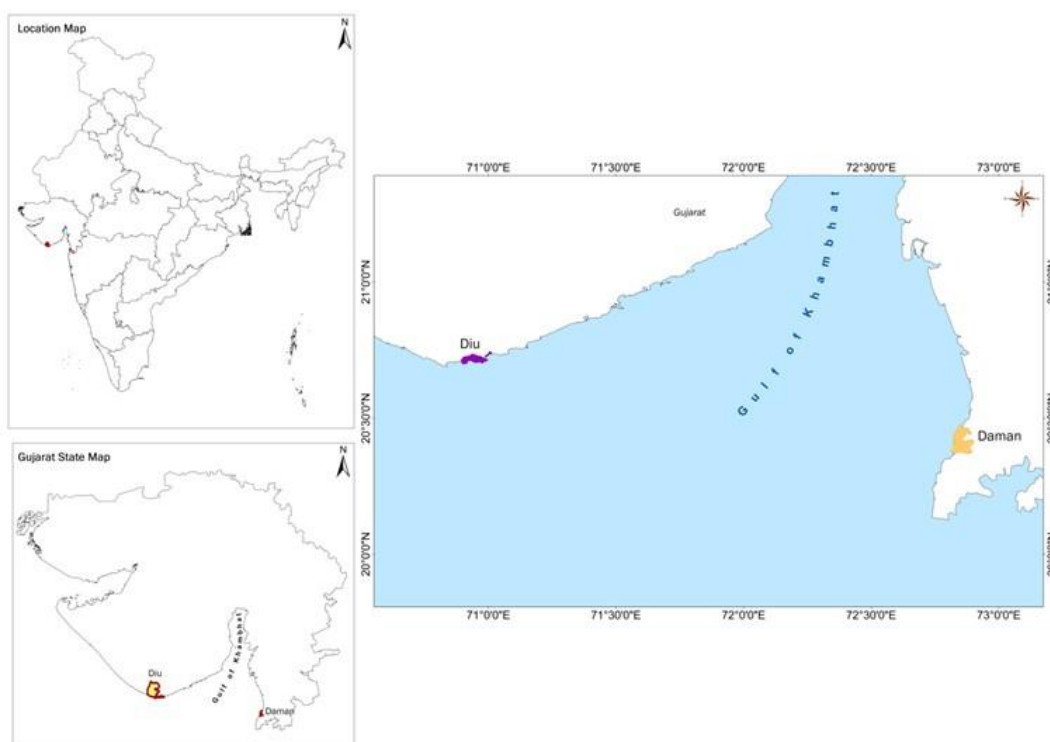 Location Map
N
Gujarat State Map
N
Diu
Gulf of Khambhat
Daman
71°0'0"E
71°30'0"E
72°0'0"E
72°30'0"E
73°0'0"E
Gujarat
Gulf of Khambhat
Diu
Daman
21°0'0"N
20°30'0"N
20°0'0"N
71°0'0"E
71°30'0"E
72°0'0"E
72°30'0"E
73°0'0"E